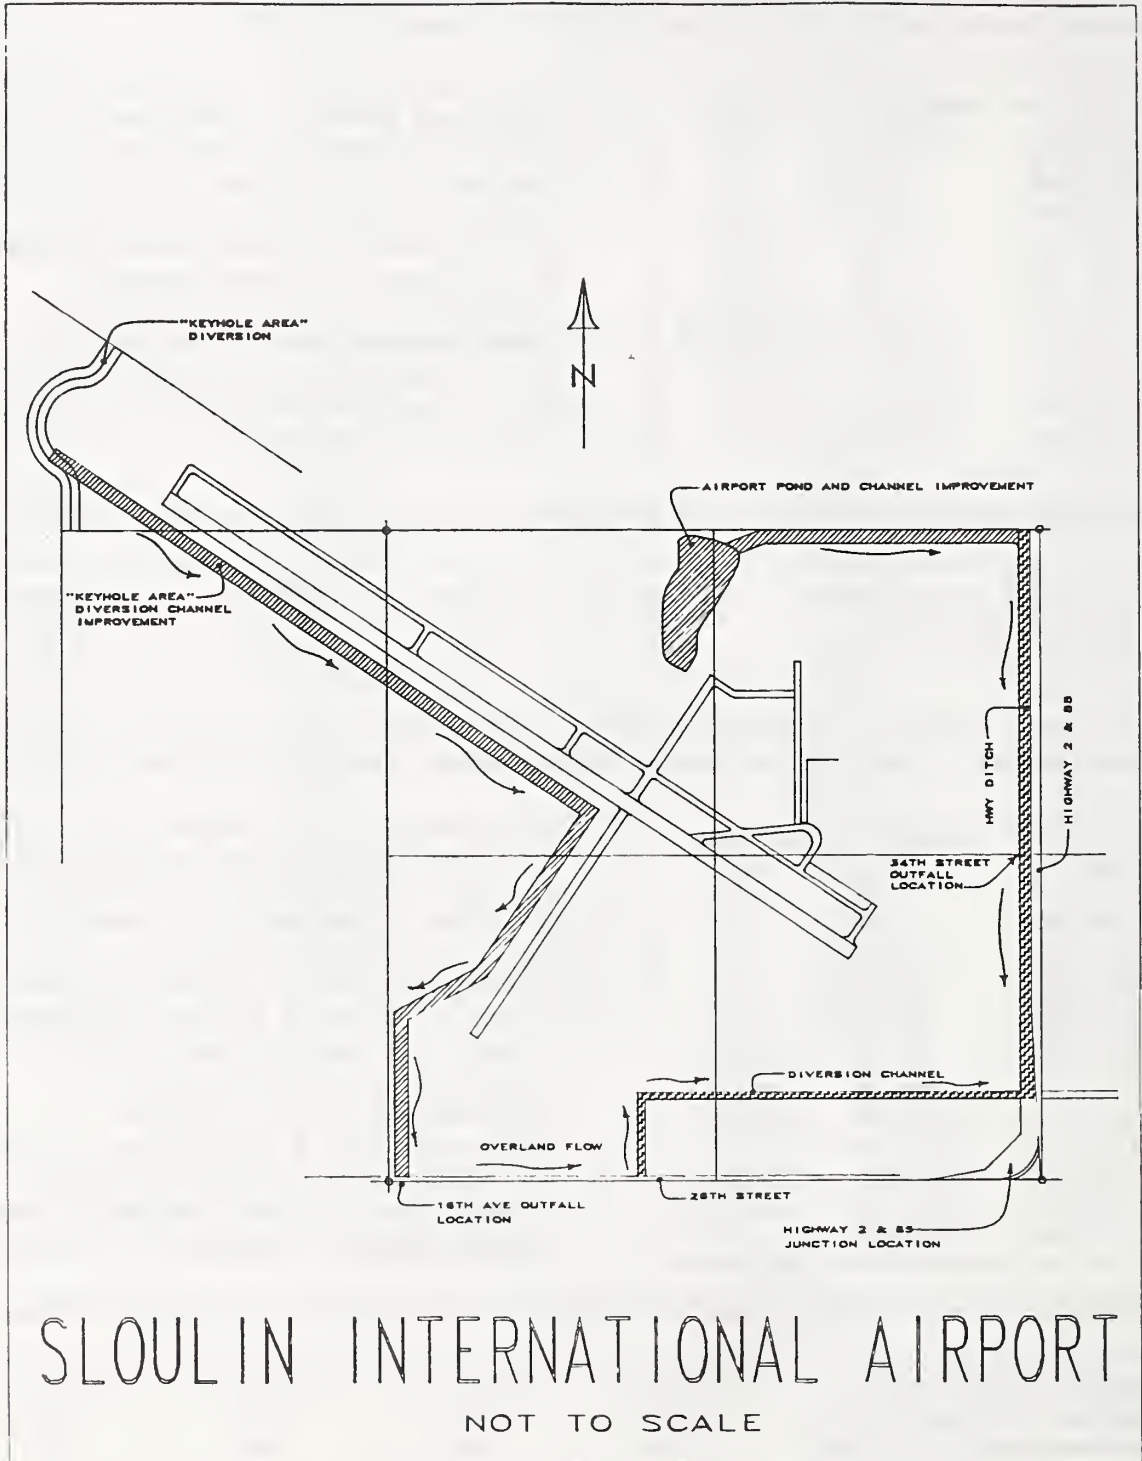 "KEYHOLE AREA"
DIVERSION
N
AIRPORT POND AND CHANNEL IMPROVEMENT
"KEYHOLE AREA"
DIVERSION CHANNEL
IMPROVEMENT
HWY DITCH
HIGHWAY 2 & 85
34TH STREET
OUTFALL
LOCATION
DIVERSION CHANNEL
OVERLAND FLOW
16TH AVE OUTFALL
LOCATION
26TH STREET
HIGHWAY 2 & 85
JUNCTION LOCATION
SLOULIN INTERNATIONAL AIRPORT
NOT TO SCALE